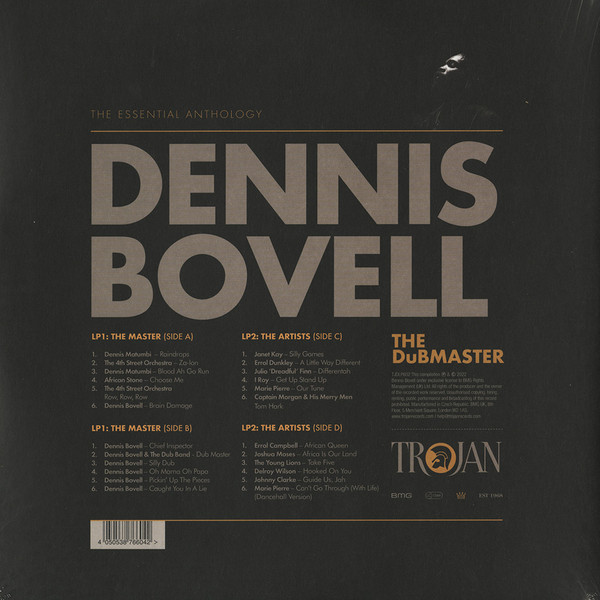 THE ESSENTIAL ANTHOLOGY
DENNIS
BOVELL
LP1: THE MASTER (SIDE A)
1. Dennis Matumbi – Raindrops
2. The 4th Street Orchestra – Za-Ion
3. Dennis Matumbi – Blood Ah Go Run
4. African Stone – Choose Me
5. The 4th Street Orchestra
Row, Row, Row
6. Dennis Bovell – Brain Damage
LP1: THE MASTER (SIDE B)
1. Dennis Bovell – Chief Inspector
2. Dennis Bovell & The Dub Band – Dub Master
3. Dennis Bovell – Silly Dub
4. Dennis Bovell – Oh Mama Oh Papa
5. Dennis Bovell – Pickin' Up The Pieces
6. Dennis Bovell – Caught You In A Lie
LP2: THE ARTISTS (SIDE C)
1. Janet Kay – Silly Games
2. Errol Dunkley – A Little Way Different
3. Julio 'Dreadful' Finn – Differentah
4. I Roy – Get Up Stand Up
5. Marie Pierre – Our Tune
6. Captain Morgan & His Merry Men
Tom Hark
LP2: THE ARTISTS (SIDE D)
1. Errol Campbell – African Queen
2. Joshua Moses – Africa Is Our Land
3. The Young Lions – Take Five
4. Delroy Wilson – Hooked On You
5. Johnny Clarke – Guide Us, Jah
6. Marie Pierre – Can't Go Through (With Life)
(Dancehall Version)
THE
DuBMASTER
TROJAN
BMG
4 050538 786042 >